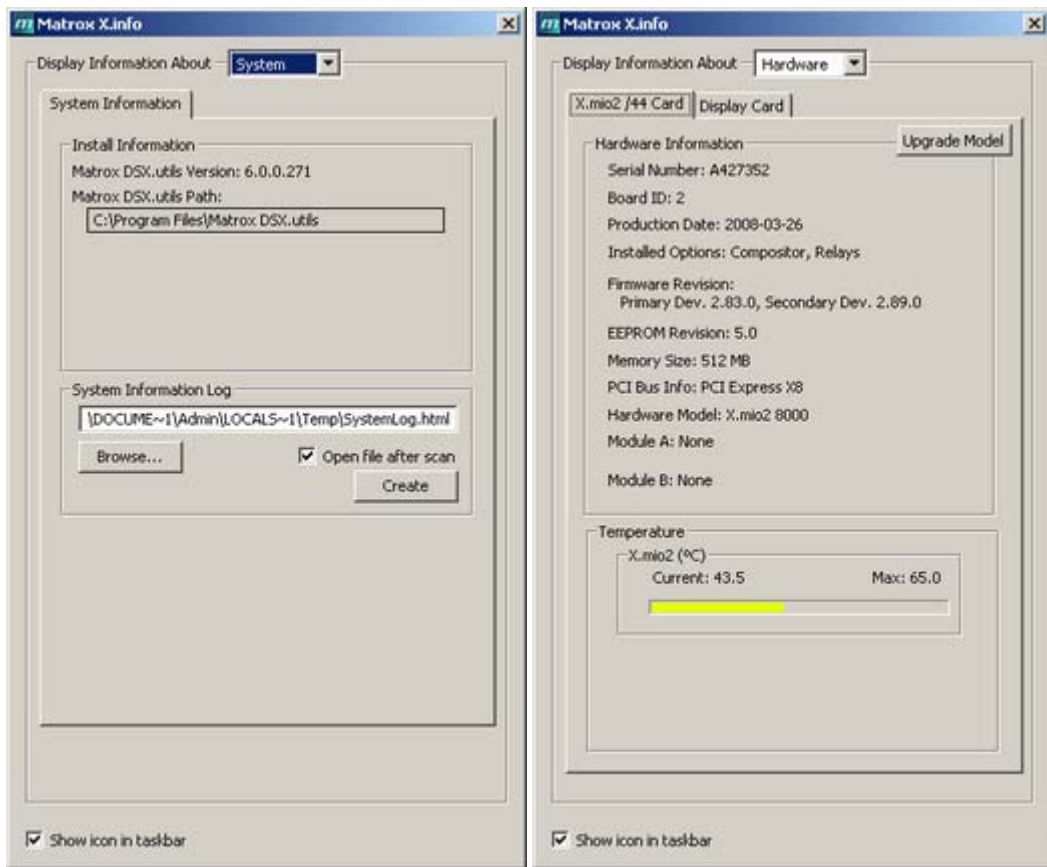 Matrox X.info
Display Information About System
System Information
Install Information
Matrox DSX.utils Version: 6.0.0.271
Matrox DSX.utils Path:
C:\Program Files\Matrox DSX.utils
System Information Log
\DOCUME~1\Admin\LOCALS~1\Temp\SystemLog.html
Browse...
Open file after scan
Create
Show icon in taskbar
Matrox X.info
Display Information About Hardware
X.mio2 /44 Card Display Card
Hardware Information
Upgrade Model
Serial Number: A427352
Board ID: 2
Production Date: 2008-03-26
Installed Options: Compositor, Relays
Firmware Revision:
Primary Dev. 2.83.0, Secondary Dev. 2.89.0
EEPROM Revision: 5.0
Memory Size: 512 MB
PCI Bus Info: PCI Express X8
Hardware Model: X.mio2 8000
Module A: None
Module B: None
Temperature
X.mio2 (ºC)
Current: 43.5 Max: 65.0
Show icon in taskbar